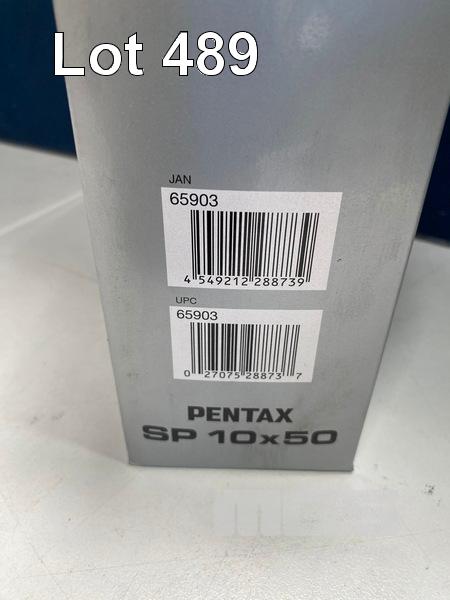 Lot 489
JAN
65903
4 549212 288739
UPC
65903
0 27075 28873 7
PENTAX
SP 10x50